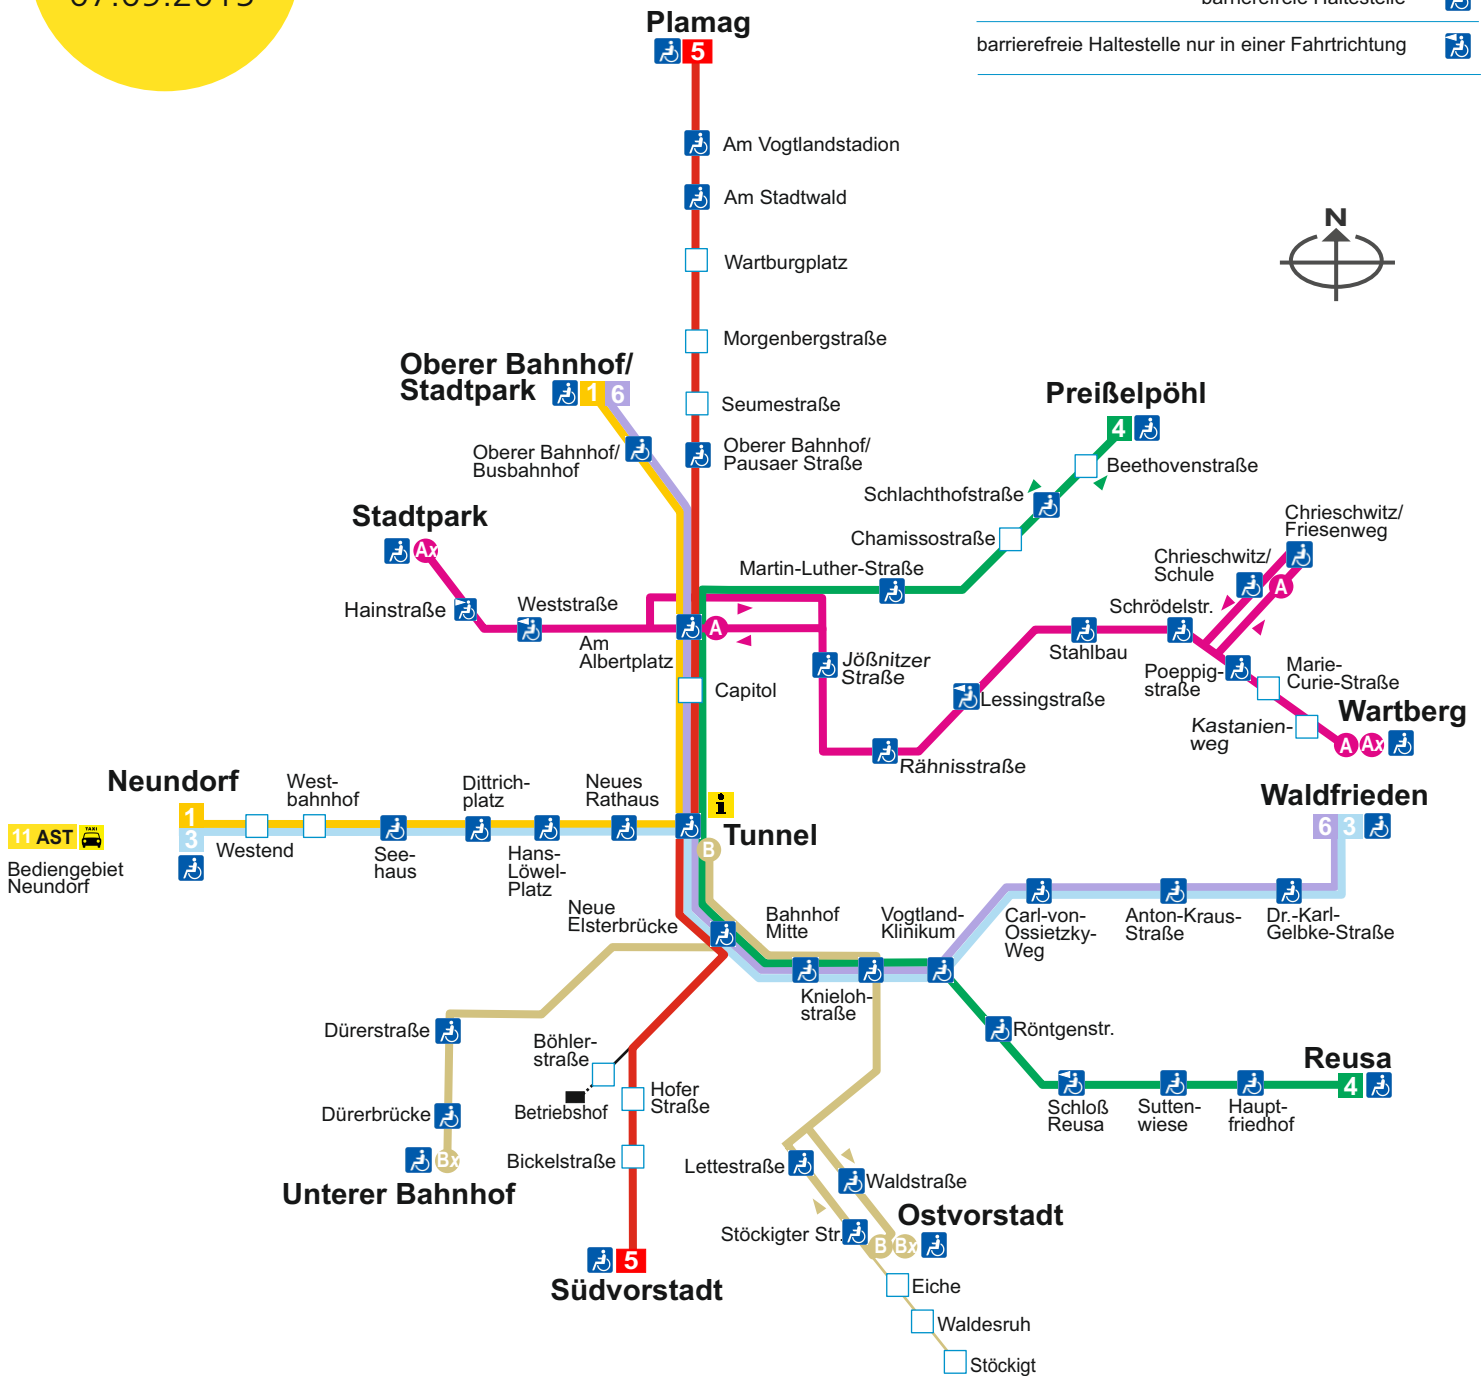 07.09.2015
barrierefreie Haltestelle
barrierefreie Haltestelle nur in einer Fahrtrichtung
N
Plamag
5
Am Vogtlandstadion
Am Stadtwald
Wartburgplatz
Morgenbergstraße
Seumestraße
Oberer Bahnhof/
Pausaer Straße
Oberer Bahnhof/
Stadtpark
1 6
Oberer Bahnhof/
Busbahnhof
Preißelpöhl
4
Beethovenstraße
Schlachthofstraße
Chamissostraße
Martin-Luther-Straße
Stadtpark
Ax
Hainstraße
Weststraße
Am
Albertplatz
A
Capitol
Jößnitzer
Straße
Rähnisstraße
Lessingstraße
Stahlbau
Schrödelstr.
Chrieschwitz/
Schule
Chrieschwitz/
Friesenweg
A
Poeppig-
straße
Marie-
Curie-Straße
Kastanien-
weg
Wartberg
A Ax
Neundorf
1
3
11 AST
TAXI
Bediengebiet
Neundorf
Westend
West-
bahnhof
See-
haus
Dittrich-
platz
Hans-
Löwel-
Platz
Neues
Rathaus
i
Tunnel
B
Waldfrieden
6 3
Neue
Elsterbrücke
Bahnhof
Mitte
Knieloh-
straße
Vogtland-
Klinikum
Carl-von-
Ossietzky-
Weg
Anton-Kraus-
Straße
Dr.-Karl-
Gelbke-Straße
Röntgenstr.
Schloß
Reusa
Sutten-
wiese
Haupt-
friedhof
Reusa
4
Dürerstraße
Dürerbrücke
Bx
Unterer Bahnhof
Böhler-
straße
Betriebshof
Hofer
Straße
Bickelstraße
5
Südvorstadt
Lettestraße
Waldstraße
Stöckigter Str.
Ostvorstadt
B Bx
Eiche
Waldesruh
Stöckigt